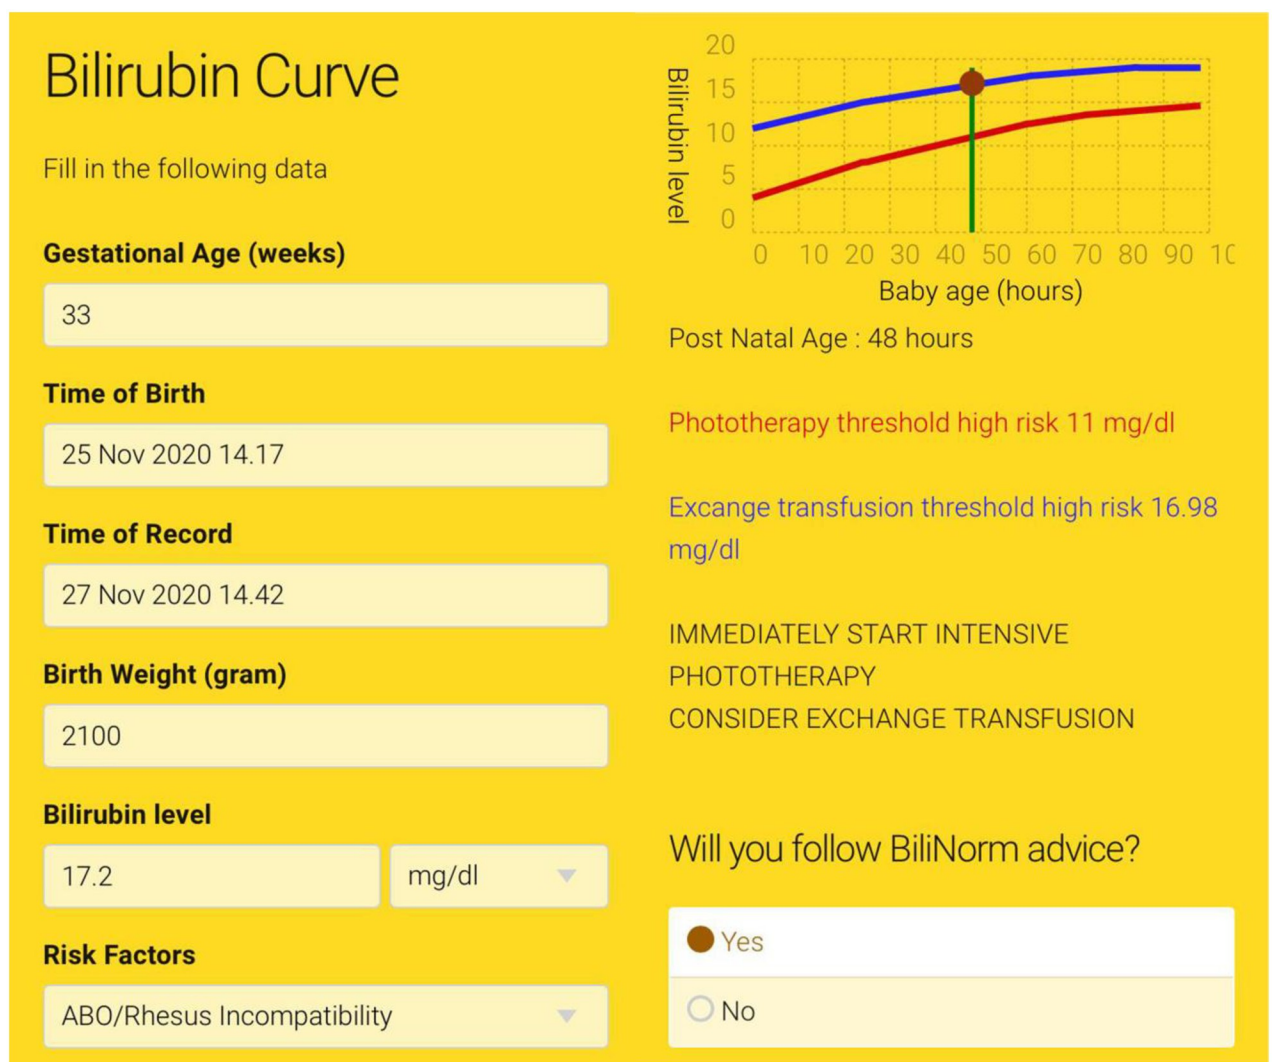 Bilirubin Curve
Fill in the following data
Gestational Age (weeks)
33
Time of Birth
25 Nov 2020 14.17
Time of Record
27 Nov 2020 14.42
Birth Weight (gram)
2100
Bilirubin level
17.2
mg/dl
Risk Factors
ABO/Rhesus Incompatibility
20
15
10
5
0
Bilirubin level
0 10 20 30 40 50 60 70 80 90 10
Baby age (hours)
Post Natal Age : 48 hours
Phototherapy threshold high risk 11 mg/dl
Excange transfusion threshold high risk 16.98
mg/dl
IMMEDIATELY START INTENSIVE
PHOTOTHERAPY
CONSIDER EXCHANGE TRANSFUSION
Will you follow BiliNorm advice?
Yes
No